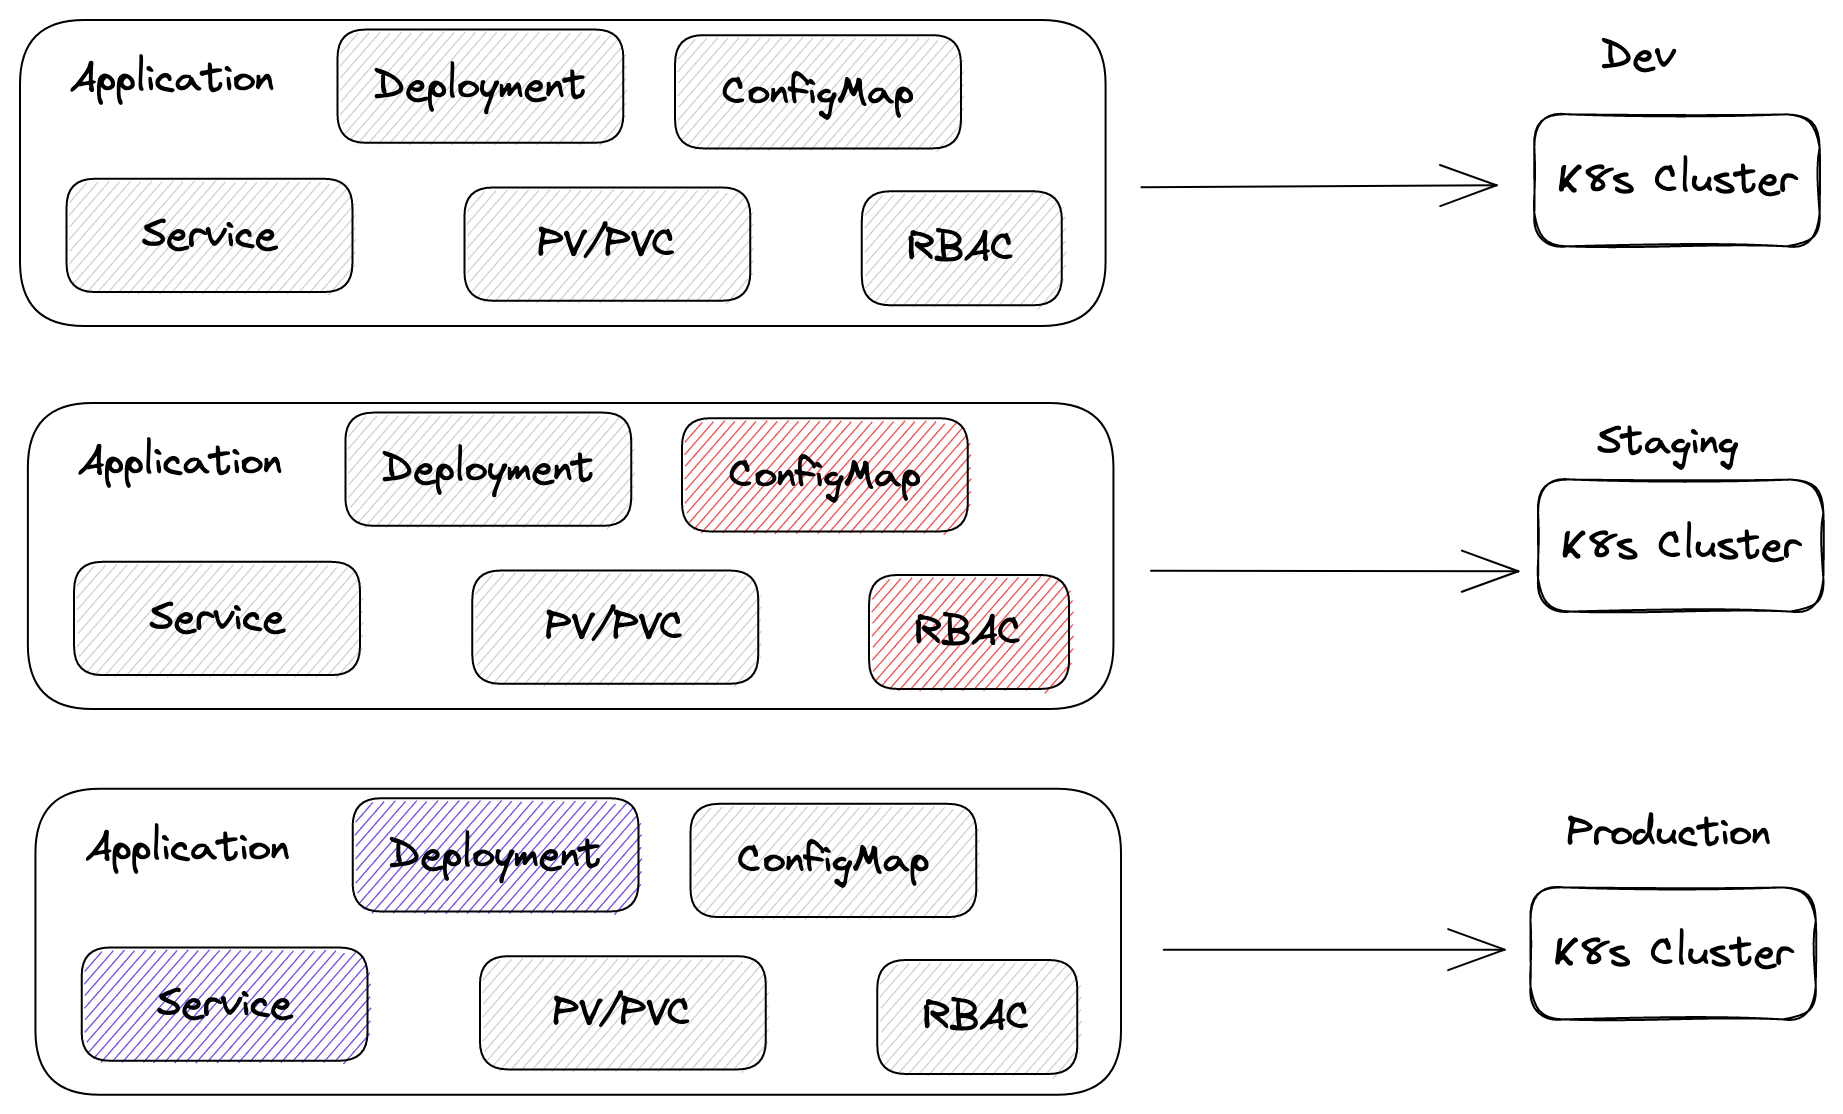 Application
Deployment
ConfigMap
Service
PV/PVC
RBAC
Dev
K8s Cluster
Application
Deployment
ConfigMap
Service
PV/PVC
RBAC
Staging
K8s Cluster
Application
Deployment
ConfigMap
Service
PV/PVC
RBAC
Production
K8s Cluster